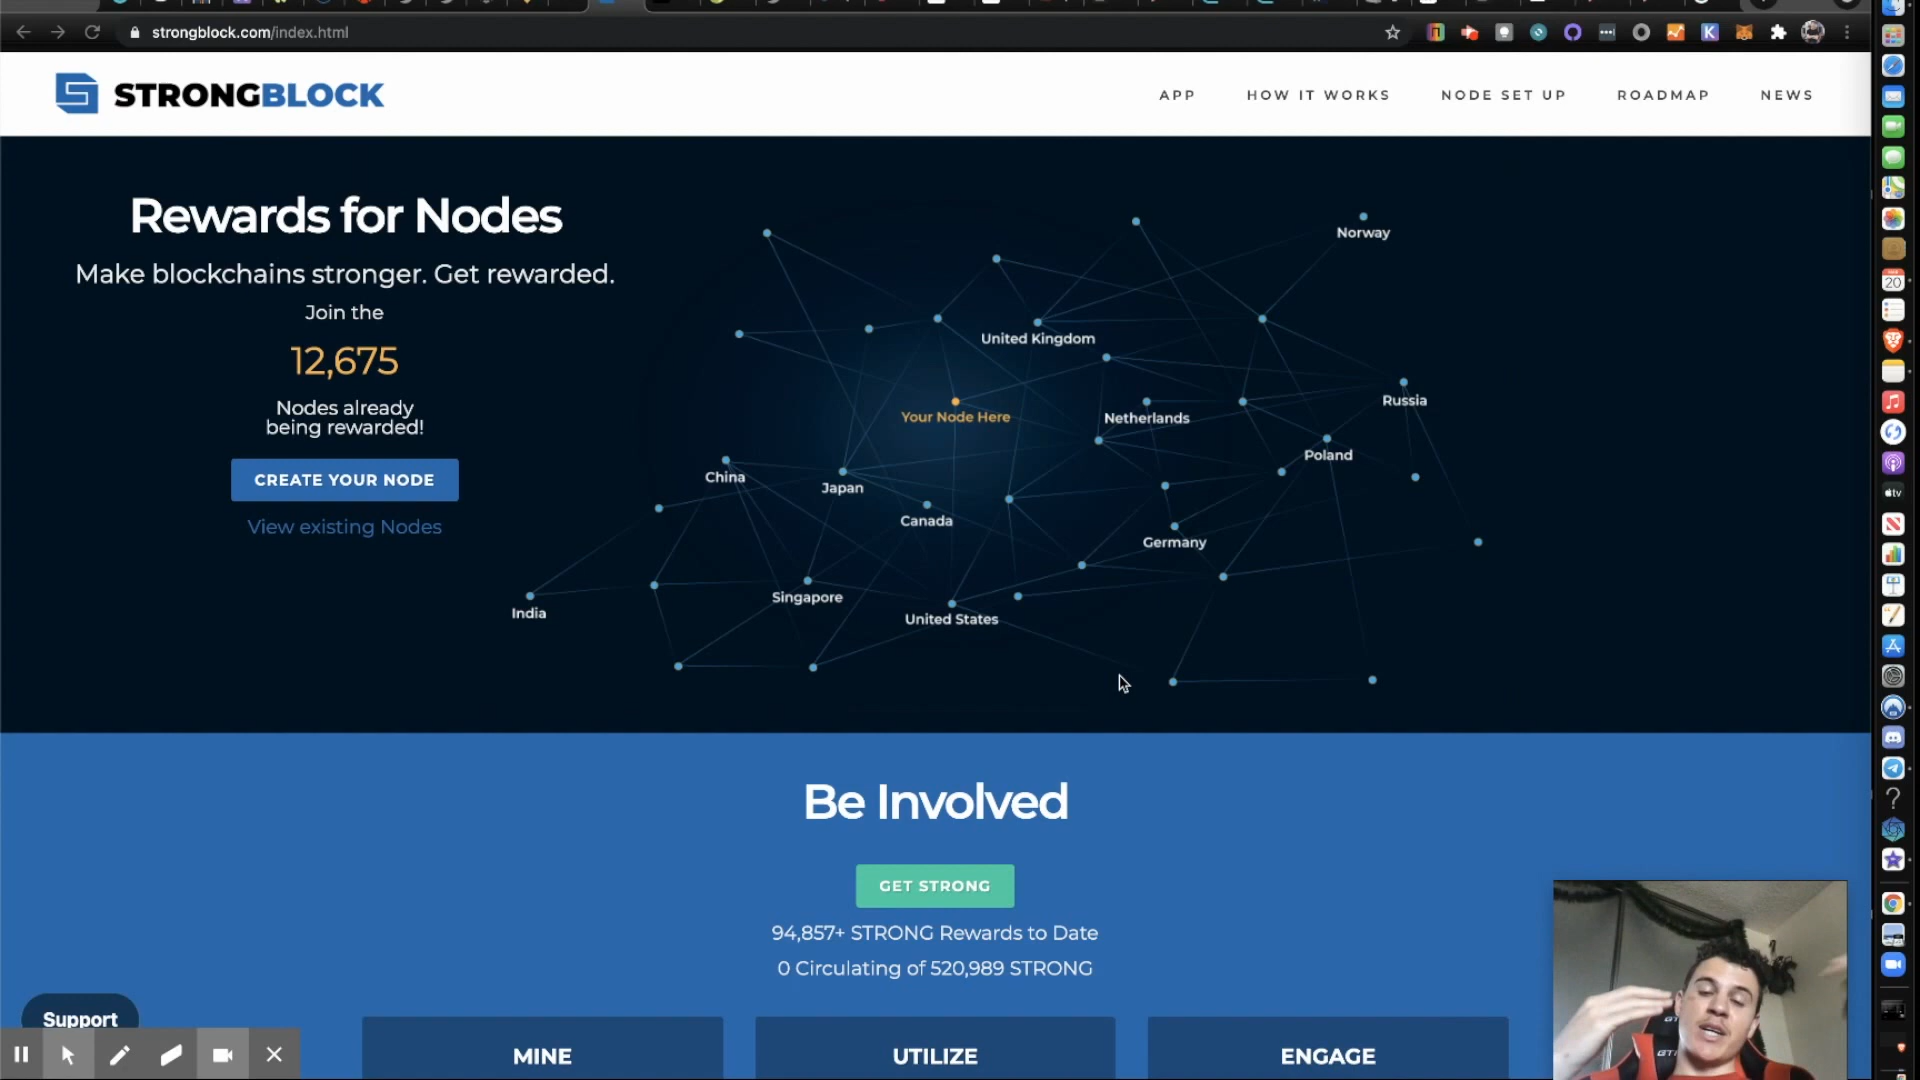 strongblock.com/index.html
STRONGBLOCK
APP
HOW IT WORKS
NODE SET UP
ROADMAP
NEWS
Rewards for Nodes
Make blockchains stronger. Get rewarded.
Join the
12,675
Nodes already
being rewarded!
CREATE YOUR NODE
View existing Nodes
Norway
United Kingdom
Russia
Your Node Here
Netherlands
Poland
China
Japan
Canada
Germany
Singapore
India
United States
Be Involved
GET STRONG
94,857+ STRONG Rewards to Date
0 Circulating of 520,989 STRONG
Support
MINE
UTILIZE
ENGAGE
20
tv
K